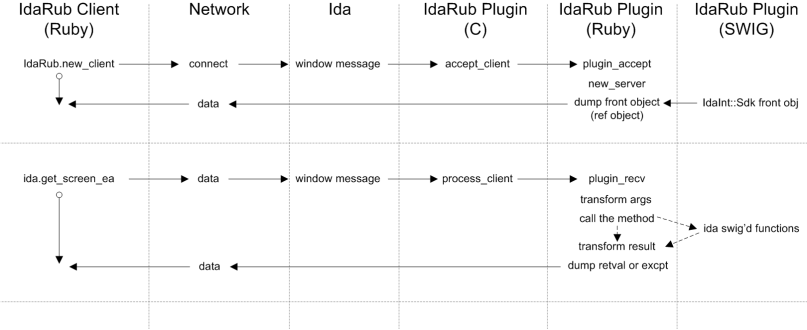 IdaRub Client
(Ruby)
Network
Ida
IdaRub Plugin
(C)
IdaRub Plugin
(Ruby)
IdaRub Plugin
(SWIG)
IdaRub.new_client
connect
window message
accept_client
plugin_accept
new_server
data
dump front object
(ref object)
IdaInt::Sdk front obj
ida.get_screen_ea
data
window message
process_client
plugin_recv
transform args
call the method
ida swig'd functions
transform result
data
dump retval or excpt